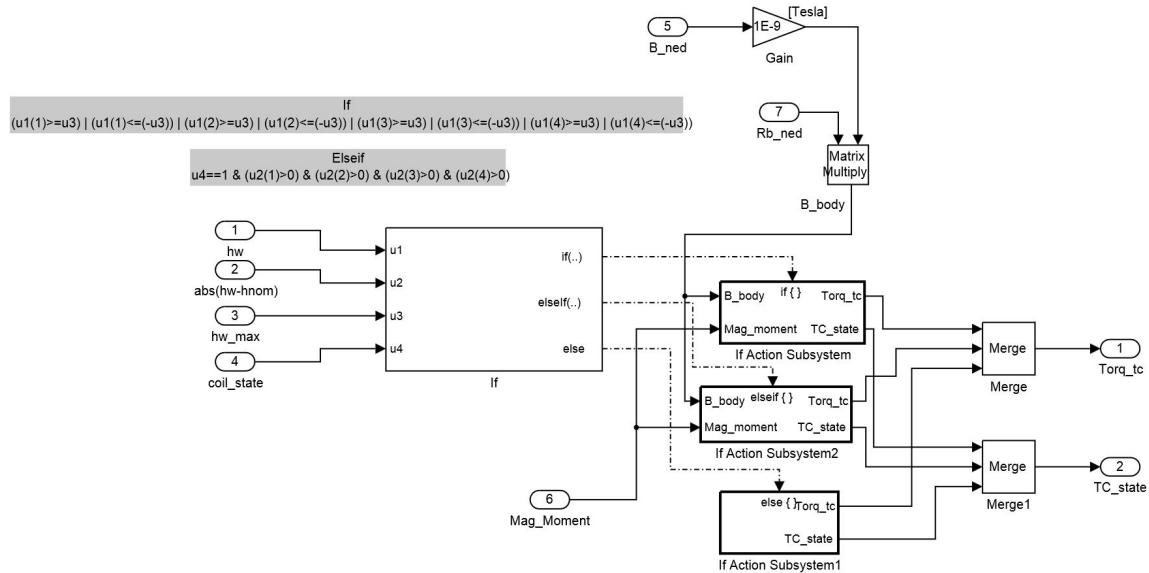 [Tesla]
5
1E-9
B_ned
Gain
If
(u1(1)>=u3) | (u1(1)<=(-u3)) | (u1(2)>=u3) | (u1(2)<=(-u3)) | (u1(3)>=u3) | (u1(3)<=(-u3)) | (u1(4)>=u3) | (u1(4)<=(-u3))
7
Rb_ned
Elseif
u4==1 & (u2(1)>0) & (u2(2)>0) & (u2(3)>0) & (u2(4)>0)
Matrix
Multiply
B_body
1
hw
2
abs(hw-hnom)
3
hw_max
4
coil_state
u1
u2
u3
u4
if(..)
elseif(..)
else
If
if { }
B_body
Torq_tc
Mag_moment
TC_state
If Action Subsystem
elseif { }
B_body
Torq_tc
Mag_moment
TC_state
If Action Subsystem2
6
Mag_Moment
else { }
Torq_tc
TC_state
If Action Subsystem1
Merge
Merge
1
Torq_tc
Merge
Merge1
2
TC_state